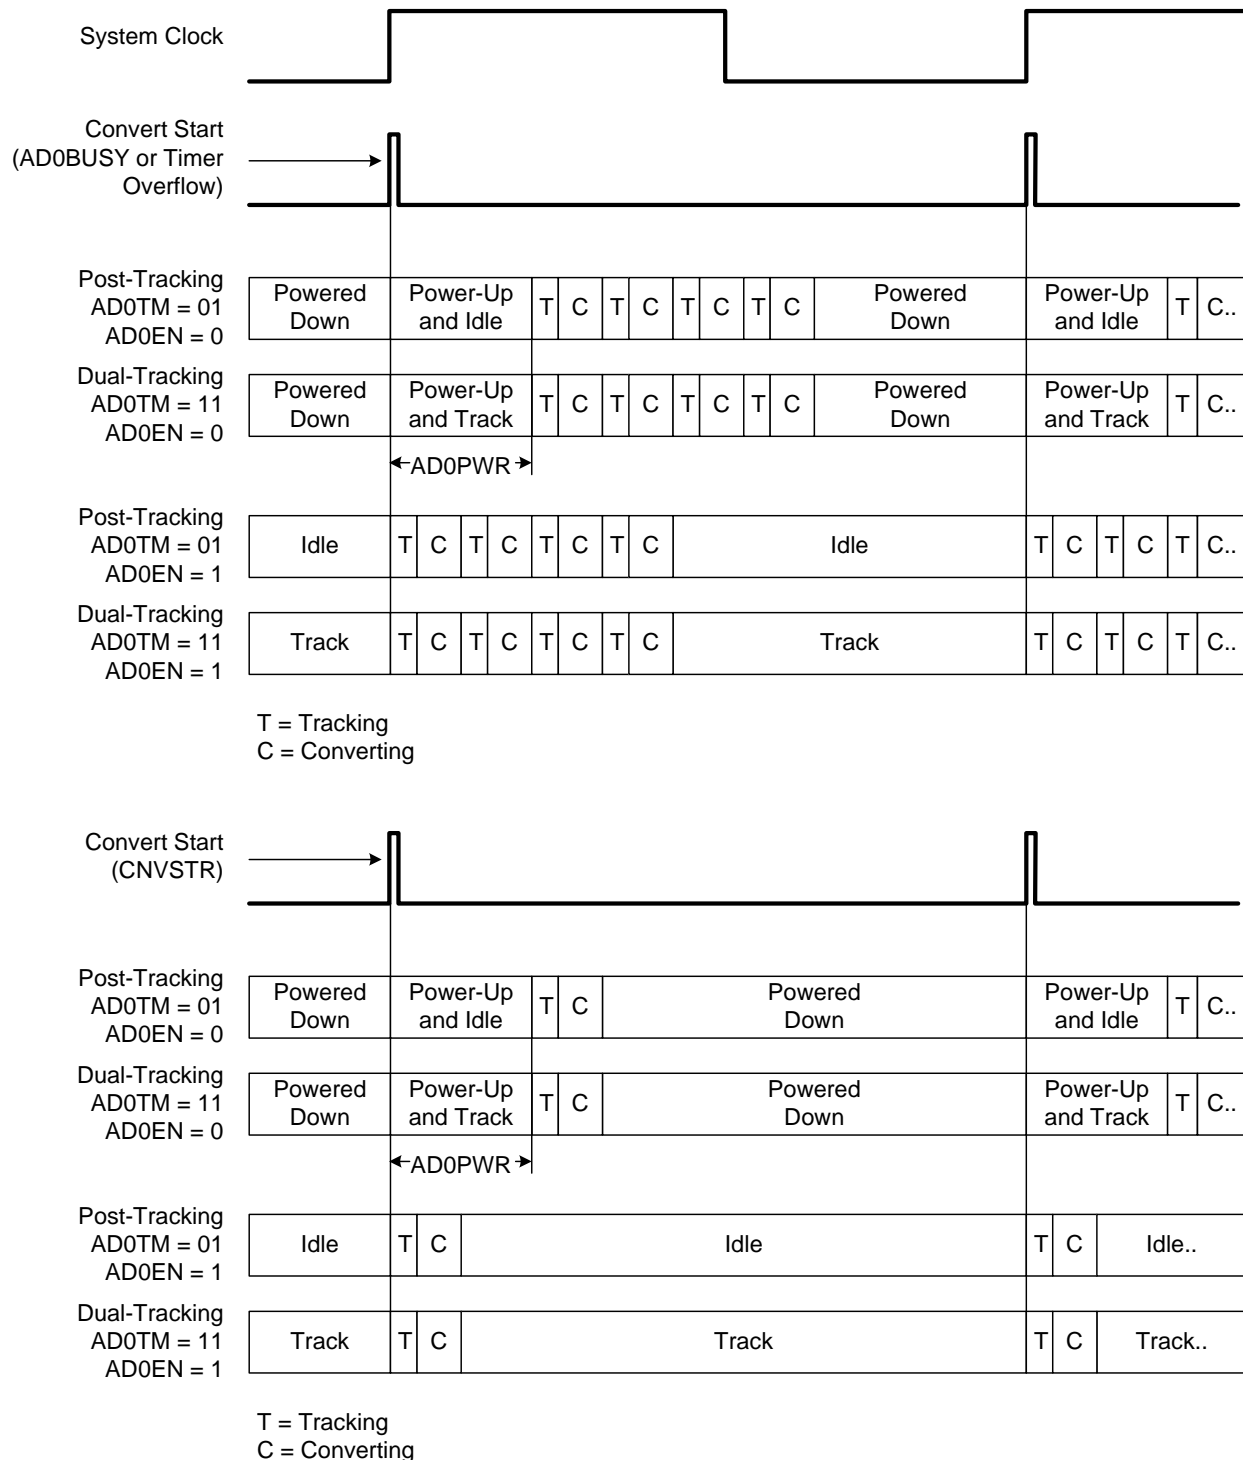 System Clock
Convert Start
(AD0BUSY or Timer
Overflow)
Post-Tracking
AD0TM = 01
AD0EN = 0
Powered
Down
Power-Up
and Idle
T C T C T C T C
Powered
Down
Power-Up
and Idle
T C..
Dual-Tracking
AD0TM = 11
AD0EN = 0
Powered
Down
Power-Up
and Track
T C T C T C T C
Powered
Down
Power-Up
and Track
T C..
AD0PWR
Post-Tracking
AD0TM = 01
AD0EN = 1
Idle T C T C T C T C Idle T C T C T C..
Dual-Tracking
AD0TM = 11
AD0EN = 1
Track T C T C T C T C Track T C T C T C..
T = Tracking
C = Converting
Convert Start
(CNVSTR)
Post-Tracking
AD0TM = 01
AD0EN = 0
Powered
Down
Power-Up
and Idle
T C
Powered
Down
Power-Up
and Idle
T C..
Dual-Tracking
AD0TM = 11
AD0EN = 0
Powered
Down
Power-Up
and Track
T C
Powered
Down
Power-Up
and Track
T C..
AD0PWR
Post-Tracking
AD0TM = 01
AD0EN = 1
Idle T C Idle T C Idle..
Dual-Tracking
AD0TM = 11
AD0EN = 1
Track T C Track T C Track..
T = Tracking
C = Converting